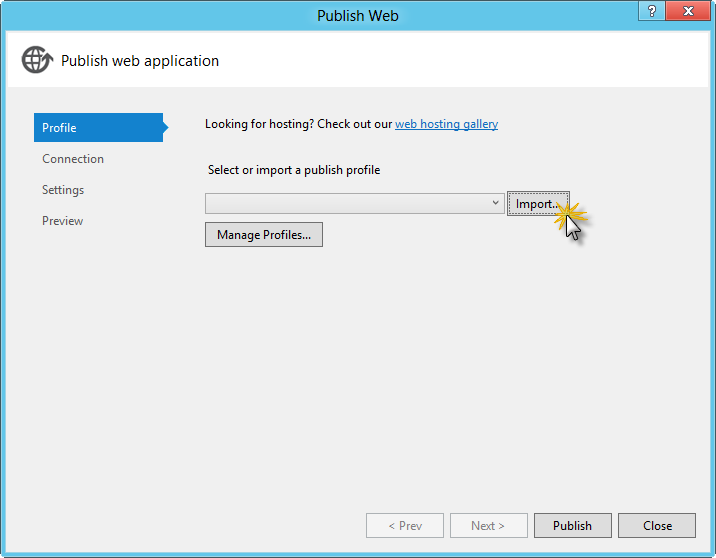 Publish Web
?
Publish web application
Profile
Connection
Settings
Preview
Looking for hosting? Check out our web hosting gallery
Select or import a publish profile
Import...
Manage Profiles...
< Prev
Next >
Publish
Close